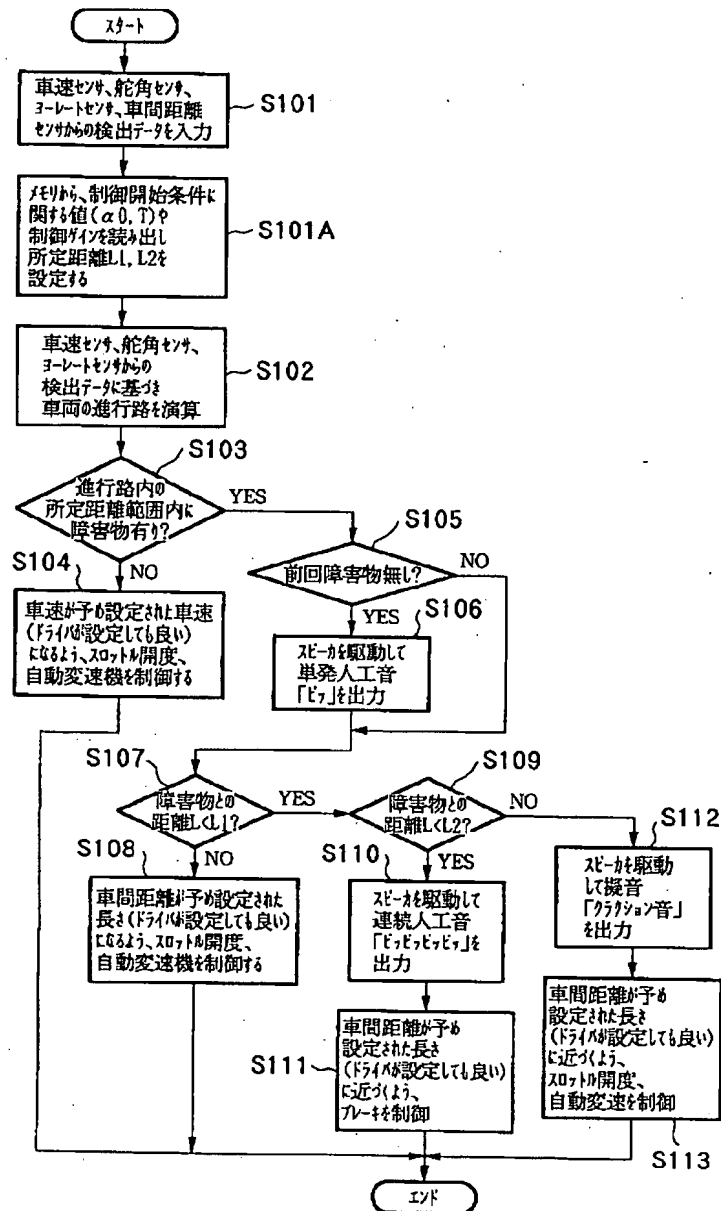 スタート
車速センサ、舵角センサ、
ヨーレートセンサ、車間距離
センサからの検出データを入力
S101
メモリから、制御開始条件に
関する値(α0,T)や
制御ゲインを読み出し
所定距離L1,L2を
設定する
S101A
車速センサ、舵角センサ、
ヨーレートセンサからの
検出データに基づき
車両の進行路を演算
S102
S103
進行路内の
所定距離範囲内に
障害物有り?
YES
NO
S104
車速が予め設定された車速
(ドライバが設定しても良い)
になるよう、スロットル開度、
自動変速機を制御する
S105
前回障害物無し?
NO
YES
S106
スピーカを駆動して
単発人工音
「ピッ」を出力
S107
障害物との
距離L<L1?
YES
NO
S108
車間距離が予め設定された
長さ(ドライバが設定しても良い)
になるよう、スロットル開度、
自動変速機を制御する
S109
障害物との
距離L<L2?
NO
YES
S110
スピーカを駆動して
連続人工音
「ピッピッピッピッ」を
出力
S111
車間距離が予め
設定された長さ
(ドライバが設定しても良い)
に近づくよう、
ブレーキを制御
S112
スピーカを駆動
して擬音
「クラクション音」
を出力
車間距離が予め
設定された長さ
(ドライバが設定しても良い)
に近づくよう、
スロットル開度、
自動変速を制御
S113
エンド